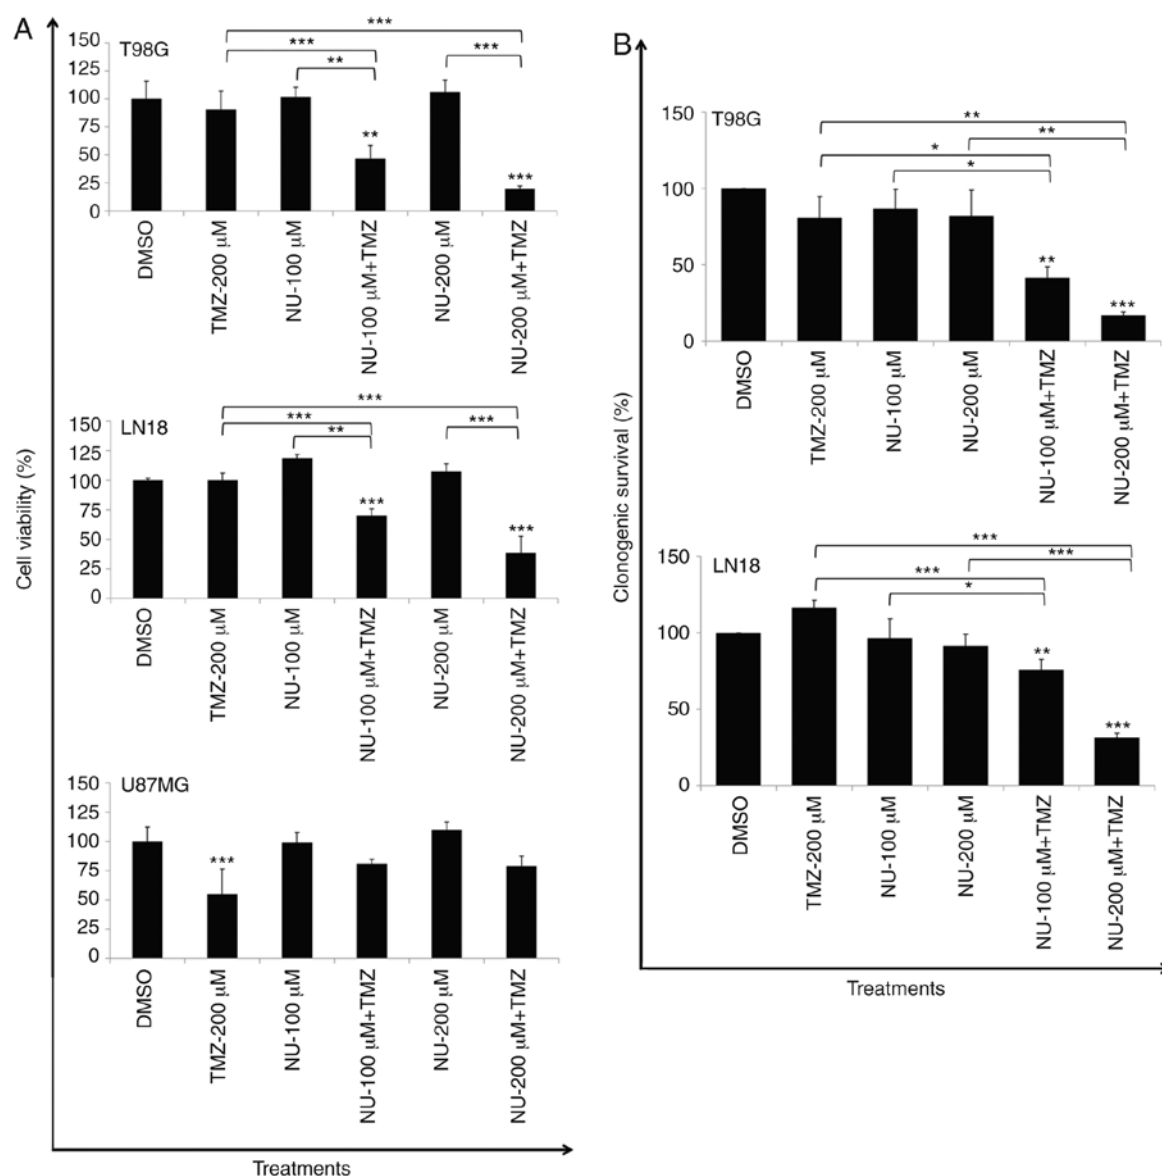 A
Cell viability (%)
T98G
***
***
***
**
**
***
150
125
100
75
50
25
0
DMSO
TMZ-200 μM
NU-100 μM
NU-100 μM+TMZ
NU-200 μM
NU-200 μM+TMZ
LN18
***
***
***
**
***
***
150
125
100
75
50
25
0
DMSO
TMZ-200 μM
NU-100 μM
NU-100 μM+TMZ
NU-200 μM
NU-200 μM+TMZ
U87MG
***
150
125
100
75
50
25
0
DMSO
TMZ-200 μM
NU-100 μM
NU-100 μM+TMZ
NU-200 μM
NU-200 μM+TMZ
Treatments
B
Clonogenic survival (%)
T98G
**
**
*
*
**
***
150
100
50
0
DMSO
TMZ-200 μM
NU-100 μM
NU-200 μM
NU-100 μM+TMZ
NU-200 μM+TMZ
LN18
***
***
***
*
**
***
150
100
50
0
DMSO
TMZ-200 μM
NU-100 μM
NU-200 μM
NU-100 μM+TMZ
NU-200 μM+TMZ
Treatments